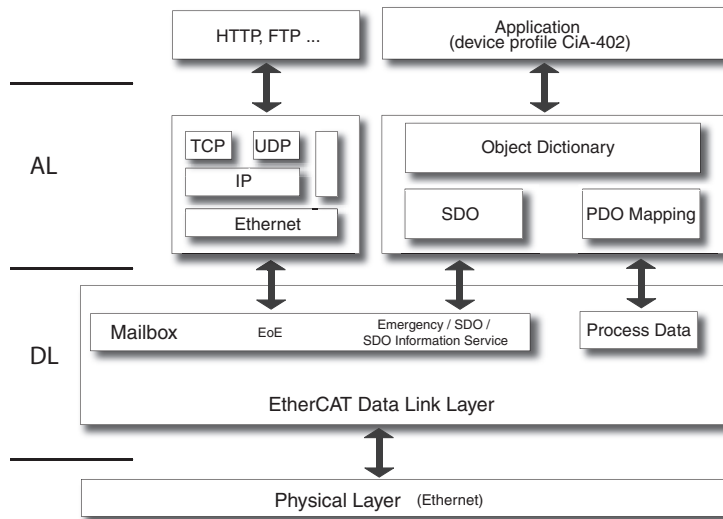 HTTP, FTP ...
Application
(device profile CiA-402)
AL
TCP
UDP
IP
Ethernet
Object Dictionary
SDO
PDO Mapping
DL
Mailbox
EoE
Emergency / SDO /
SDO Information Service
Process Data
EtherCAT Data Link Layer
Physical Layer (Ethernet)